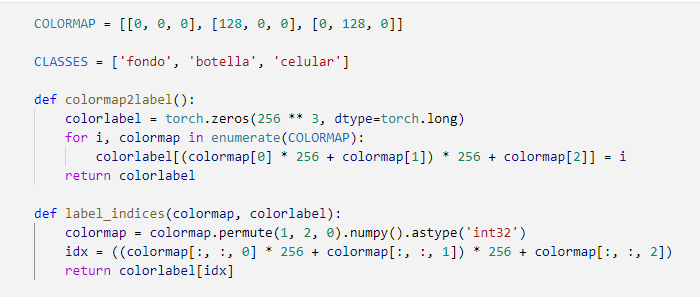 COLORMAP = [[0, 0, 0], [128, 0, 0], [0, 128, 0]]
CLASSES = ['fondo', 'botella', 'celular']
def colormap2label():
    colorlabel = torch.zeros(256 ** 3, dtype=torch.long)
    for i, colormap in enumerate(COLORMAP):
        colorlabel[(colormap[0] * 256 + colormap[1]) * 256 + colormap[2]] = i
    return colorlabel
def label_indices(colormap, colorlabel):
    colormap = colormap.permute(1, 2, 0).numpy().astype('int32')
    idx = ((colormap[:, :, 0] * 256 + colormap[:, :, 1]) * 256 + colormap[:, :, 2])
    return colorlabel[idx]